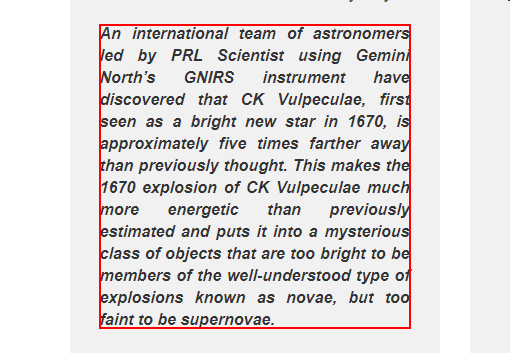 An international team of astronomers
led by PRL Scientist using Gemini
North's GNIRS instrument have
discovered that CK Vulpeculae, first
seen as a bright new star in 1670, is
approximately five times farther away
than previously thought. This makes the
1670 explosion of CK Vulpeculae much
more energetic than previously
estimated and puts it into a mysterious
class of objects that are too bright to be
members of the well-understood type of
explosions known as novae, but too
faint to be supernovae.